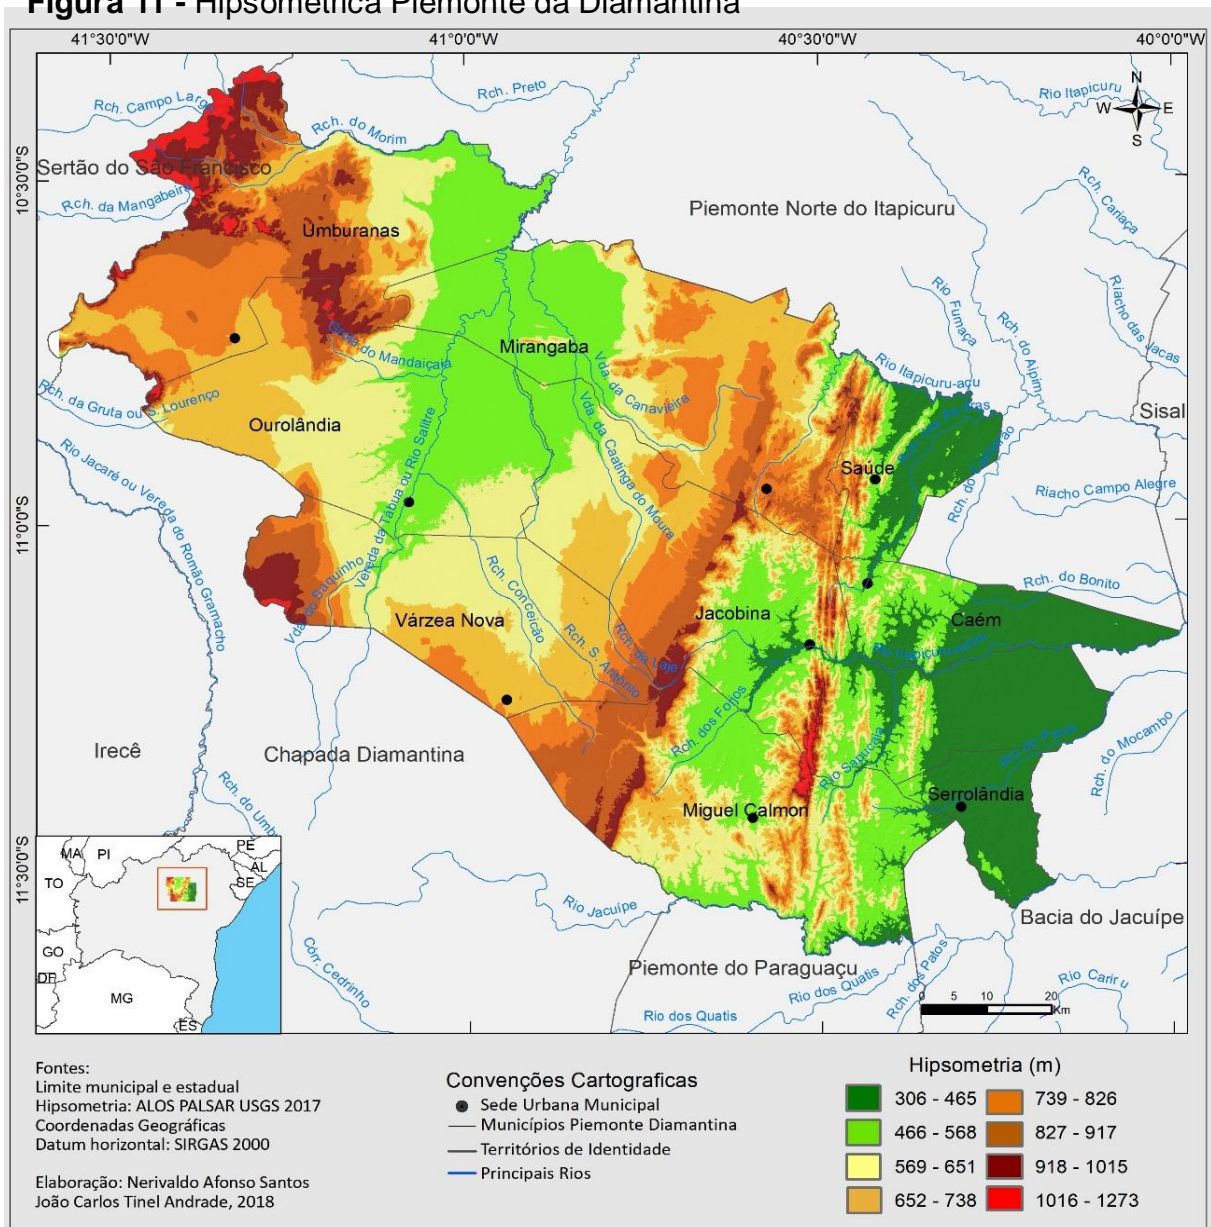 Figura 11 - Hipsométrica Piemonte da Diamantina
41°30'0"W
41°0'0"W
40°30'0"W
40°0'0"W
10°30'0"S
11°0'0"S
11°30'0"S
N
W
E
S
Rch. Campo Larg
Rch. do Morim
Rch. Preto
Rio Itapicuru
Sertão do São Francisco
Rch. da Mangabeira
Rch. Cariaça
Piemonte Norte do Itapicuru
Umburanas
Riacho das Jacas
Rio Fumaça
Rch. do Aipim
Mirangaba
Rio Itapicuru-açu
Vda. da Canavieira
Rch. da Gruta ou S. Lourenço
Sisal
Ourolândia
Rio Jacaré ou Vereda do Romão Gramacho
Vereda da Tábua ou Rio Salitre
Vda. da Caatinga do Moura
Saúde
Riacho Campo Alegre
Rch. Conceição
Rch. do Bonito
Várzea Nova
Jacobina
Caém
Rch. S. Antônio
Rch. da Laje
Rch. dos Foijos
Rio Sapucaia
Rch. do Mocambo
Irecê
Chapada Diamantina
Rch. do Umb
Miguel Calmon
Serrolândia
Rio Jacuípe
Bacia do Jacuípe
Piemonte do Paraguaçu
Córr. Cedrinho
Rio dos Quatis
Rch. dos Patos
Rio Cariru
Rio dos Quatis
0 5 10 20
Km
MA
PI
PE
AL
SE
TO
GO
DF
MG
ES
Fontes:
Limite municipal e estadual
Hipsometria: ALOS PALSAR USGS 2017
Coordenadas Geográficas
Datum horizontal: SIRGAS 2000
Elaboração: Nerivaldo Afonso Santos
João Carlos Tinel Andrade, 2018
Convenções Cartograficas
Sede Urbana Municipal
Municípios Piemonte Diamantina
Territórios de Identidade
Principais Rios
Hipsometria (m)
306 - 465
466 - 568
569 - 651
652 - 738
739 - 826
827 - 917
918 - 1015
1016 - 1273